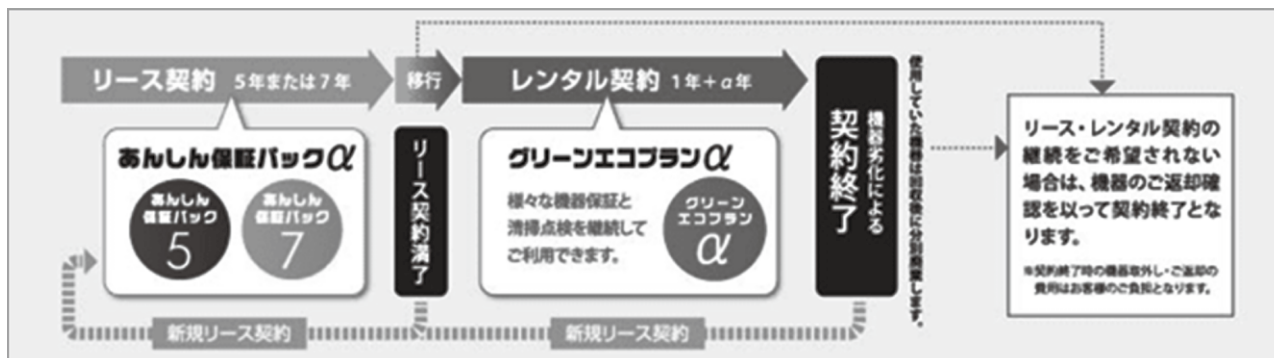 リース契約 5年または7年
移行
レンタル契約 1年+α年
あんしん保証パックα
あんしん
保証パック
5
あんしん
保証パック
7
リース契約満了
グリーンエコプランα
様々な機器保証と
清掃点検を継続して
ご利用できます。
グリーン
エコプラン
α
機器劣化による
契約終了
使用していた機器は回収後に分別廃棄します。
リース・レンタル契約の
継続をご希望されない
場合は、機器のご返却確
認を以って契約終了とな
ります。
※契約終了時の機器取外し・ご返却の
費用はお客様のご負担となります。
新規リース契約
新規リース契約